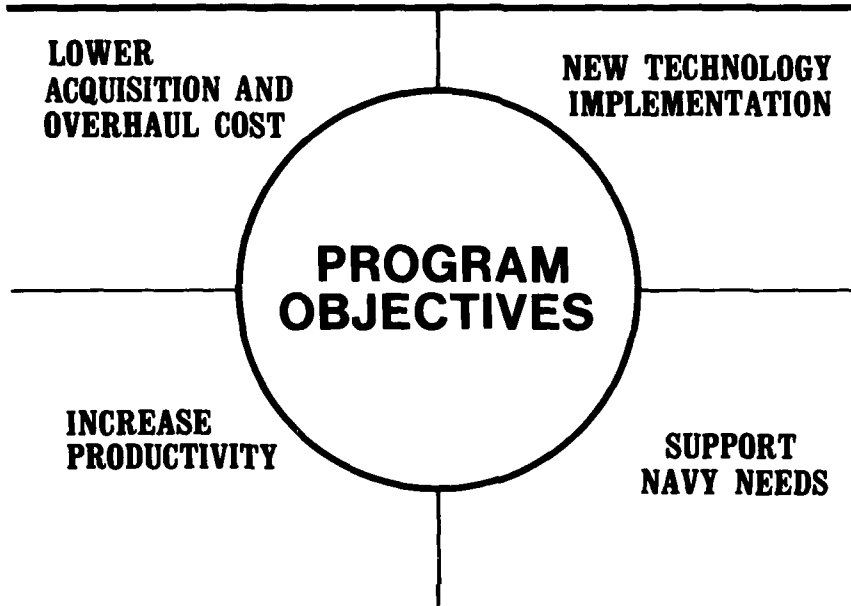 LOWER
ACQUISITION AND
OVERHAUL COST
NEW TECHNOLOGY
IMPLEMENTATION
PROGRAM
OBJECTIVES
INCREASE
PRODUCTIVITY
SUPPORT
NAVY NEEDS